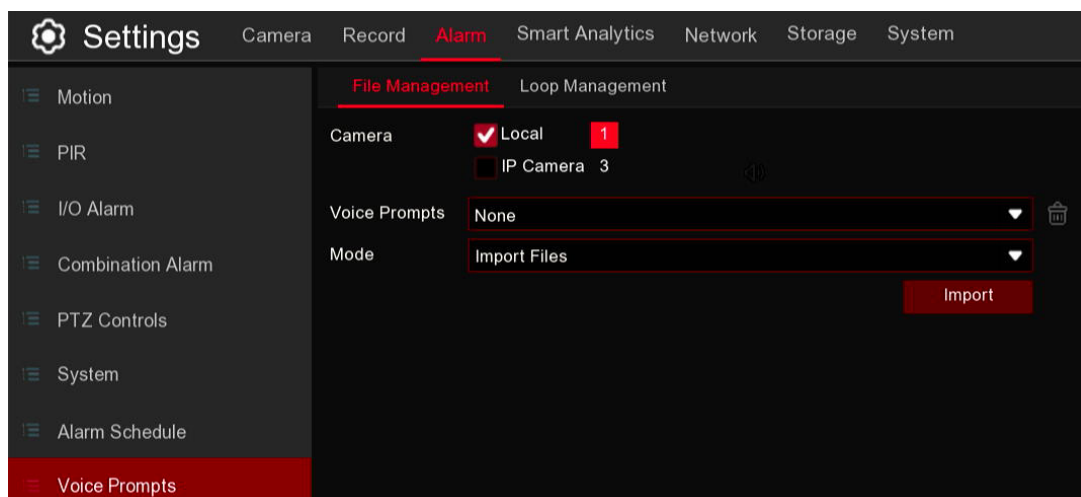 Settings Camera Record Alarm Smart Analytics Network Storage System
Motion
PIR
I/O Alarm
Combination Alarm
PTZ Controls
System
Alarm Schedule
Voice Prompts
File Management Loop Management
Camera Local 1
IP Camera 3
Voice Prompts None
Mode Import Files
Import